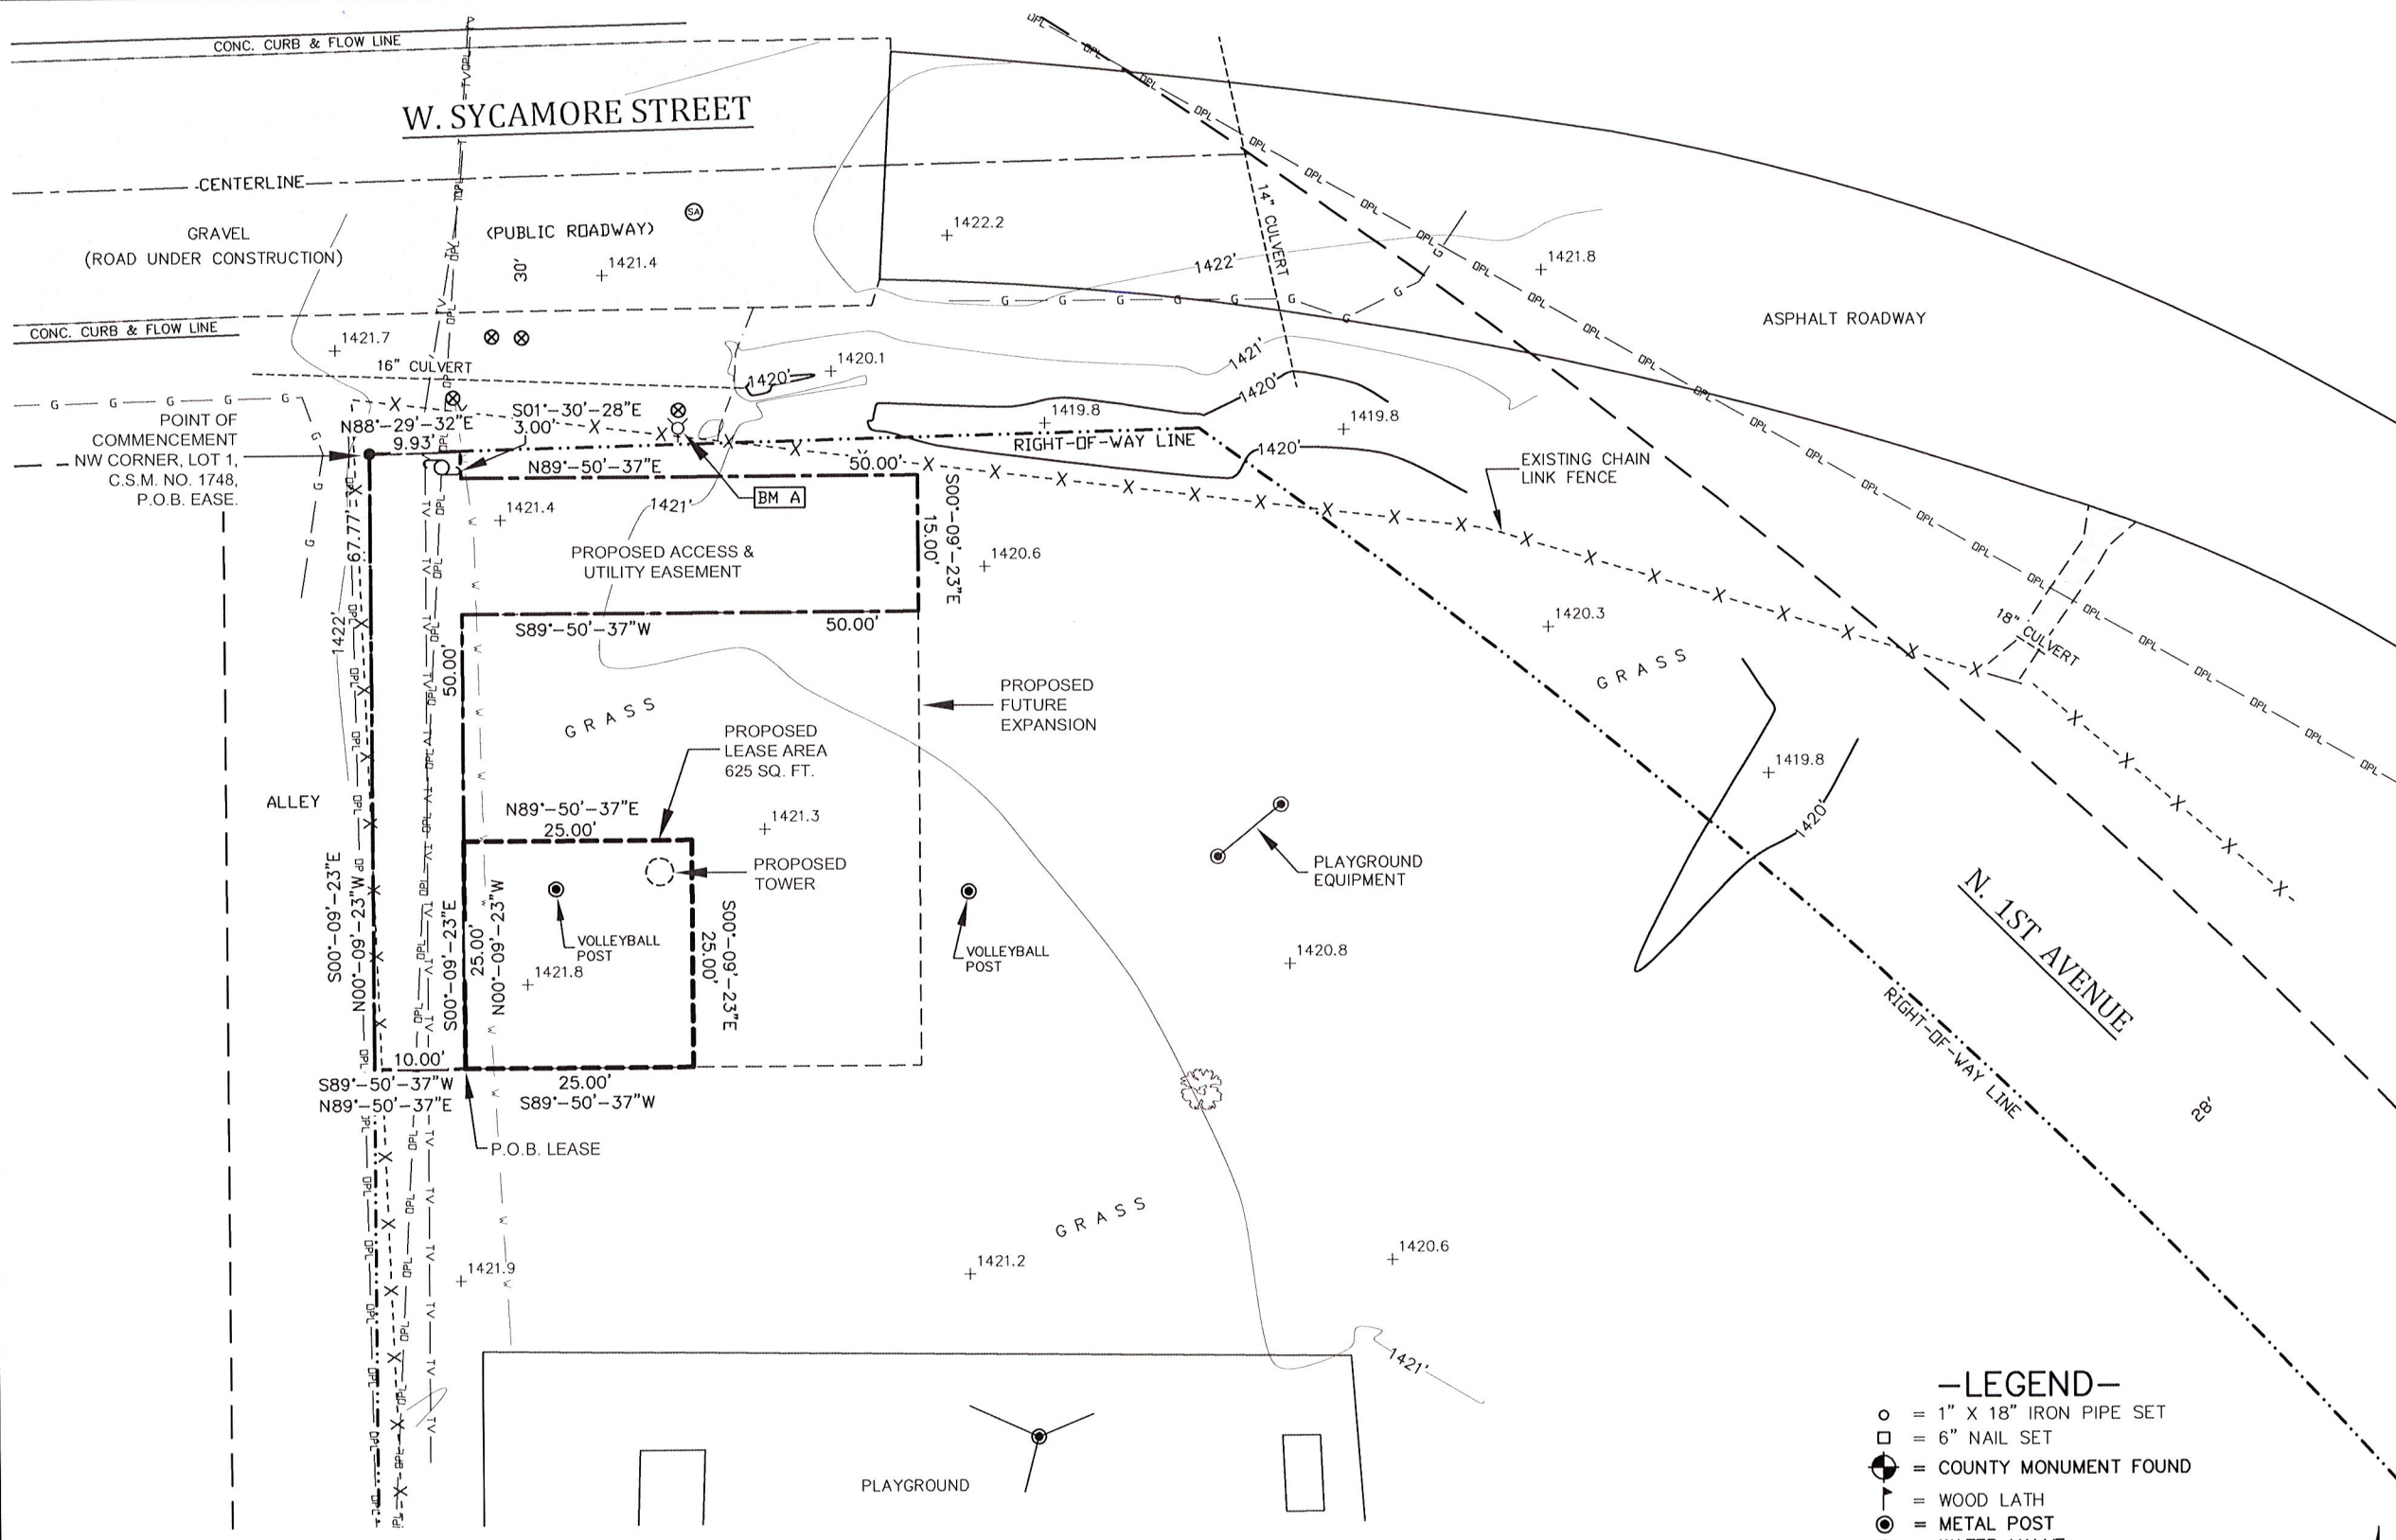 CONC. CURB & FLOW LINE
W. SYCAMORE STREET
CENTERLINE
GRAVEL
(ROAD UNDER CONSTRUCTION)
(PUBLIC ROADWAY)
SA
30'
1421.4
1422.2
14" CULVERT
1422'
1421.8
ASPHALT ROADWAY
CONC. CURB & FLOW LINE
1421.7
16" CULVERT
1420'
1420.1
1421'
1420'
1419.8
1419.8
POINT OF
COMMENCEMENT
NW CORNER, LOT 1,
C.S.M. NO. 1748,
P.O.B. EASE.
N88°-29'-32"E
9.93'
S01°-30'-28"E
3.00'
N89°-50'-37"E
50.00'
RIGHT-OF-WAY LINE
1420'
EXISTING CHAIN
LINK FENCE
BM A
1421'
1421.4
67.77'
1422'
PROPOSED ACCESS &
UTILITY EASEMENT
S00°-09'-23"E
15.00'
1420.6
1420.3
18" CULVERT
S89°-50'-37"W
50.00'
50.00'
GRASS
GRASS
PROPOSED
FUTURE
EXPANSION
PROPOSED
LEASE AREA
625 SQ. FT.
1419.8
1420'
ALLEY
N89°-50'-37"E
25.00'
1421.3
PROPOSED
TOWER
PLAYGROUND
EQUIPMENT
N. 1ST AVENUE
S00°-09'-23"E
N00°-09'-23"W
S00°-09'-23"E
25.00'
N00°-09'-23"W
VOLLEYBALL
POST
1421.8
25.00'
S00°-09'-23"E
VOLLEYBALL
POST
1420.8
RIGHT-OF-WAY LINE
10.00'
S89°-50'-37"W
N89°-50'-37"E
25.00'
S89°-50'-37"W
28'
P.O.B. LEASE
GRASS
1421.9
1421.2
1420.6
1421'
PLAYGROUND
-LEGEND-
= 1" X 18" IRON PIPE SET
= 6" NAIL SET
= COUNTY MONUMENT FOUND
= WOOD LATH
= METAL POST